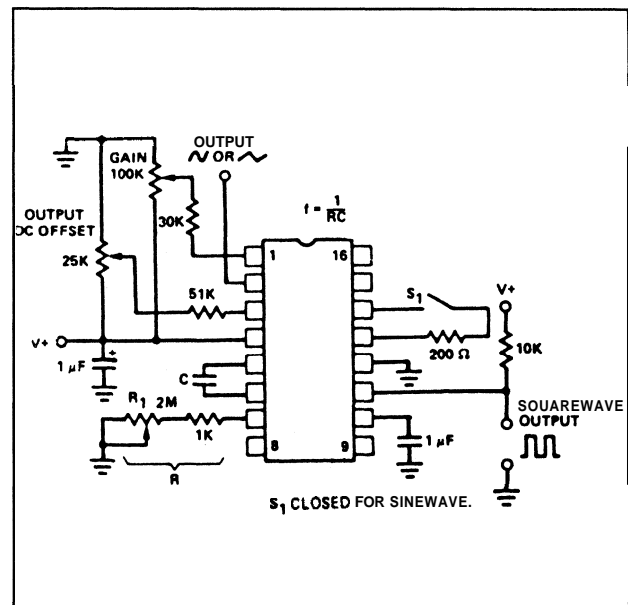 OUTPUT
∿ OR ⌵
GAIN
100K
f = 1/RC
30K
OUTPUT
DC OFFSET
25K
1
16
51K
S1
V+
V+
200 Ω
10K
1 μF
+
C
R1 2M
1K
SOUAREWAVE
OUTPUT
8
9
1 μF
R
S1 CLOSED FOR SINEWAVE.